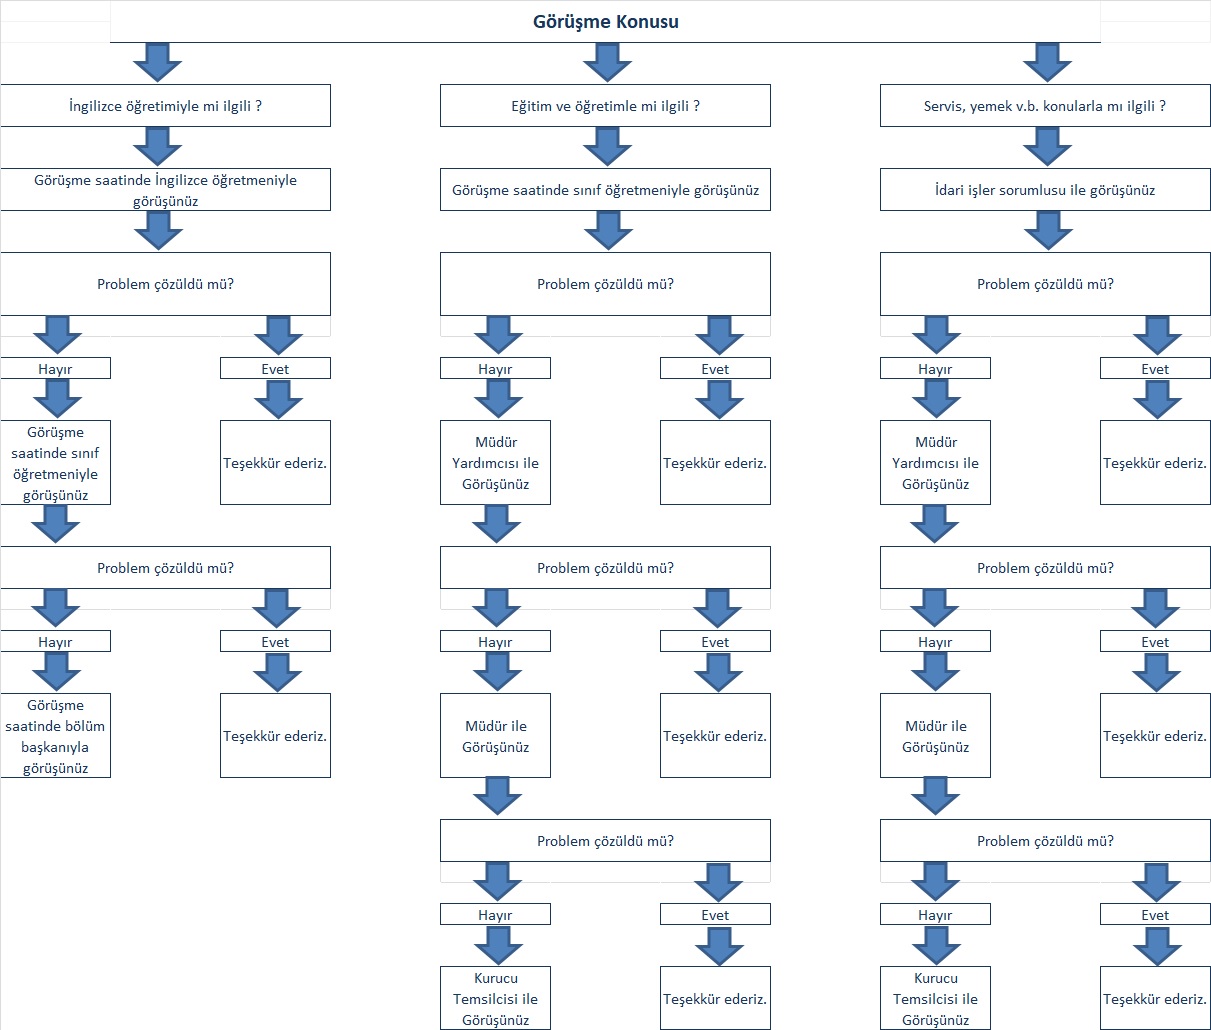 Görüşme Konusu
İngilizce öğretimiyle mi ilgili ?
Eğitim ve öğretimle mi ilgili ?
Servis, yemek v.b. konularla mı ilgili ?
Görüşme saatinde İngilizce öğretmeniyle
görüşünüz
Görüşme saatinde sınıf öğretmeniyle görüşünüz
İdari işler sorumlusu ile görüşünüz
Problem çözüldü mü?
Problem çözüldü mü?
Problem çözüldü mü?
Hayır
Evet
Hayır
Evet
Hayır
Evet
Görüşme
saatinde sınıf
öğretmeniyle
görüşünüz
Teşekkür ederiz.
Müdür
Yardımcısı ile
Görüşünüz
Teşekkür ederiz.
Müdür
Yardımcısı ile
Görüşünüz
Teşekkür ederiz.
Problem çözüldü mü?
Problem çözüldü mü?
Problem çözüldü mü?
Hayır
Evet
Hayır
Evet
Hayır
Evet
Görüşme
saatinde bölüm
başkanıyla
görüşünüz
Teşekkür ederiz.
Müdür ile
Görüşünüz
Teşekkür ederiz.
Müdür ile
Görüşünüz
Teşekkür ederiz.
Problem çözüldü mü?
Problem çözüldü mü?
Hayır
Evet
Hayır
Evet
Kurucu
Temsilcisi ile
Görüşünüz
Teşekkür ederiz.
Kurucu
Temsilcisi ile
Görüşünüz
Teşekkür ederiz.